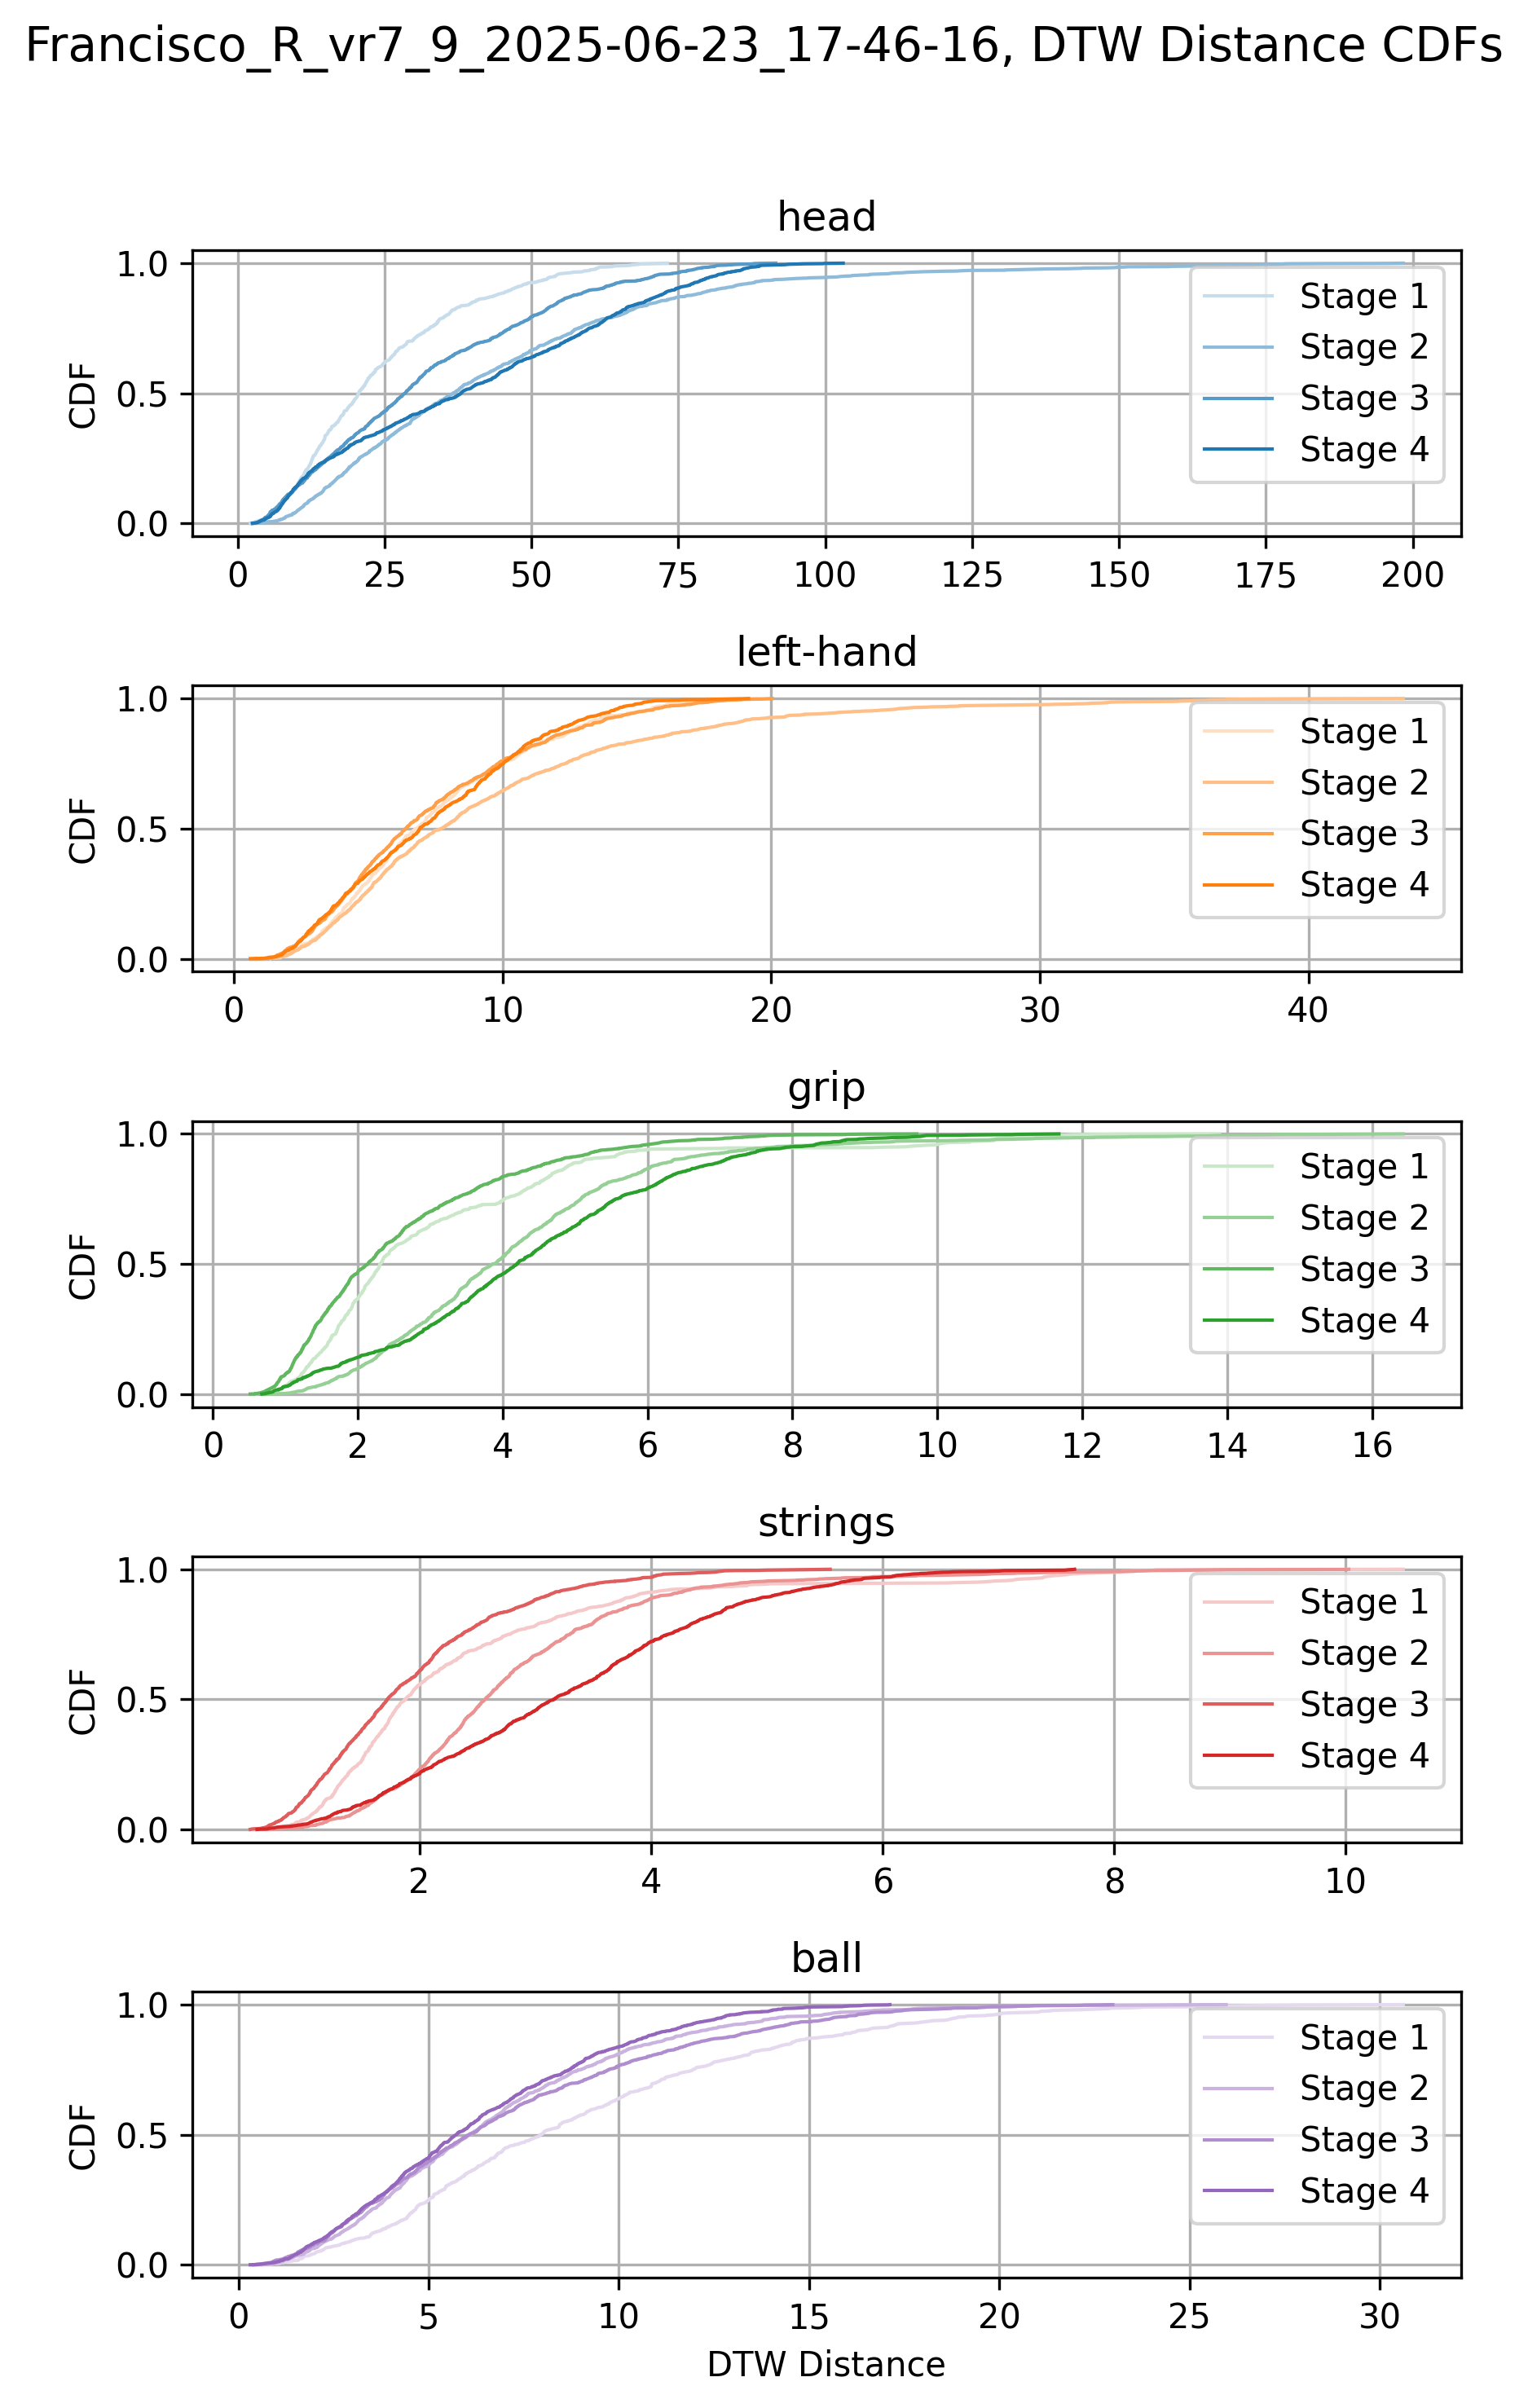 Francisco_R_vr7_9_2025-06-23_17-46-16, DTW Distance CDFs
head
1.0
0.5
0.0
CDF
0 25 50 75 100 125 150 175 200
Stage 1
Stage 2
Stage 3
Stage 4
left-hand
1.0
0.5
0.0
CDF
0 10 20 30 40
Stage 1
Stage 2
Stage 3
Stage 4
grip
1.0
0.5
0.0
CDF
0 2 4 6 8 10 12 14 16
Stage 1
Stage 2
Stage 3
Stage 4
strings
1.0
0.5
0.0
CDF
2 4 6 8 10
Stage 1
Stage 2
Stage 3
Stage 4
ball
1.0
0.5
0.0
CDF
0 5 10 15 20 25 30
Stage 1
Stage 2
Stage 3
Stage 4
DTW Distance